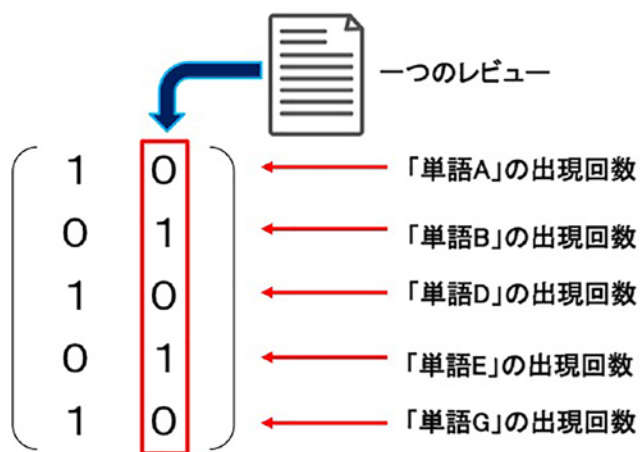 一つのレビュー
1 0 「単語A」の出現回数
0 1 「単語B」の出現回数
1 0 「単語D」の出現回数
0 1 「単語E」の出現回数
1 0 「単語G」の出現回数